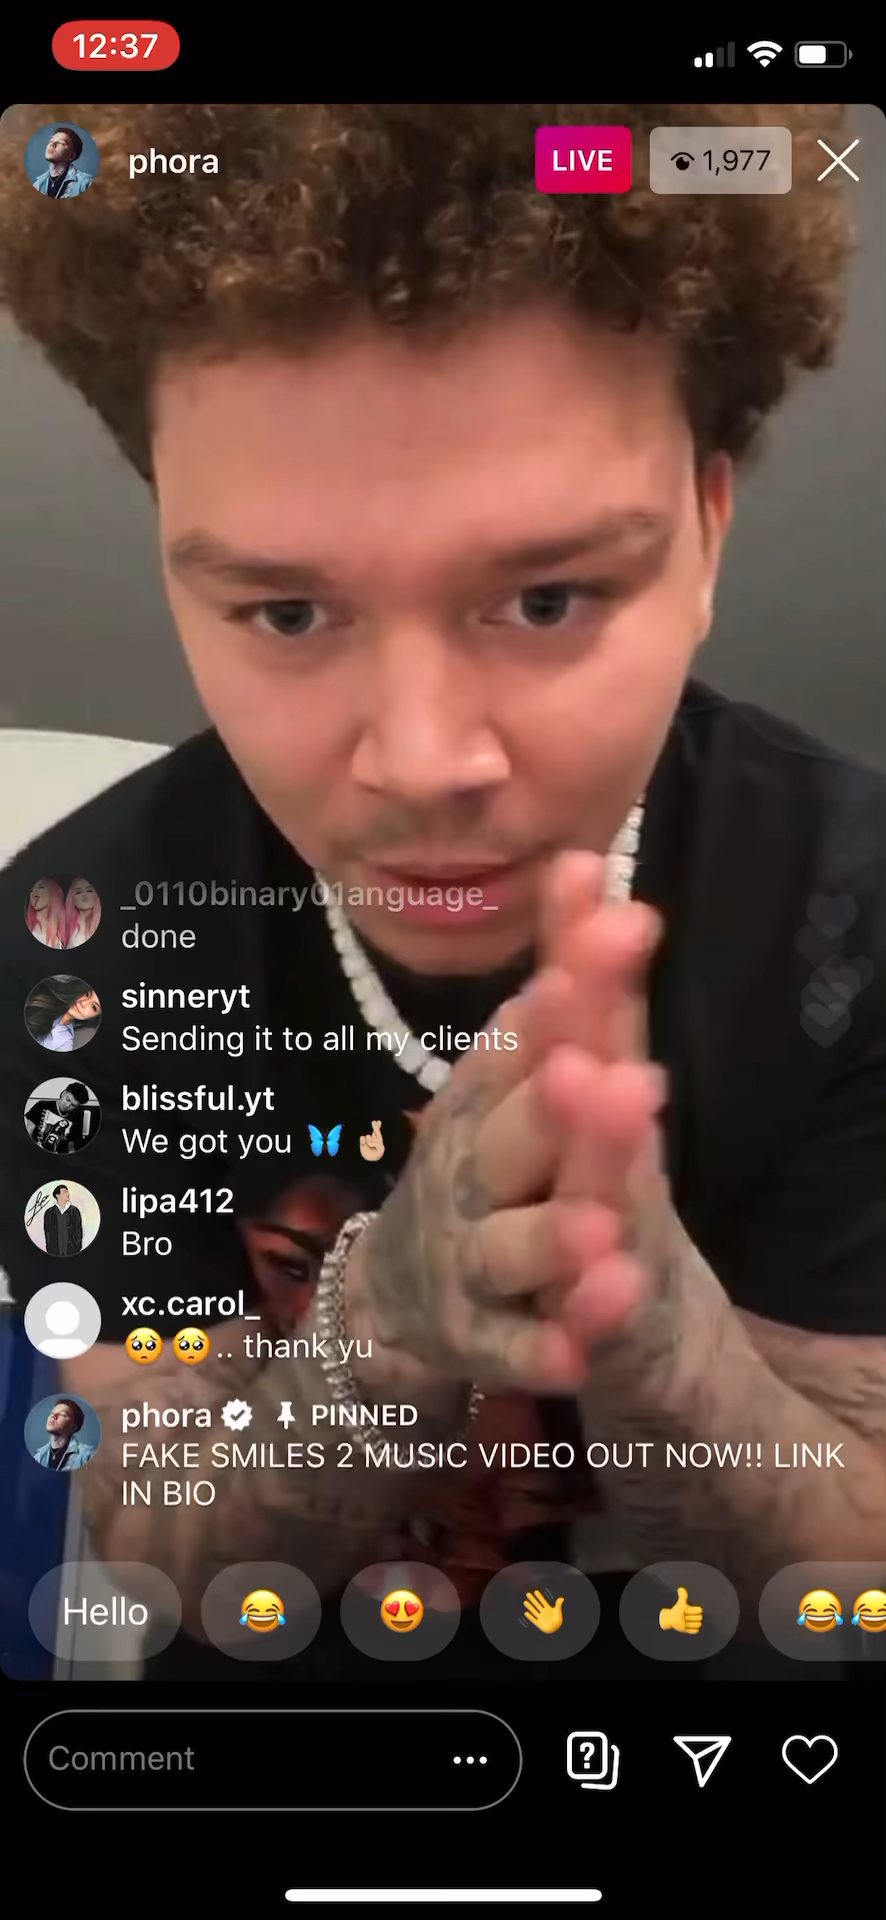 12:37
phora
LIVE
1,977
_0110binary01anguage_
done
sinneryt
Sending it to all my clients
blissful.yt
We got you 🦋 🤞🏼
lipa412
Bro
xc.carol_
🥺🥺.. thank yu
phora PINNED
FAKE SMILES 2 MUSIC VIDEO OUT NOW!! LINK
IN BIO
Hello 😂 😍 👋 👍 😂😂
Comment